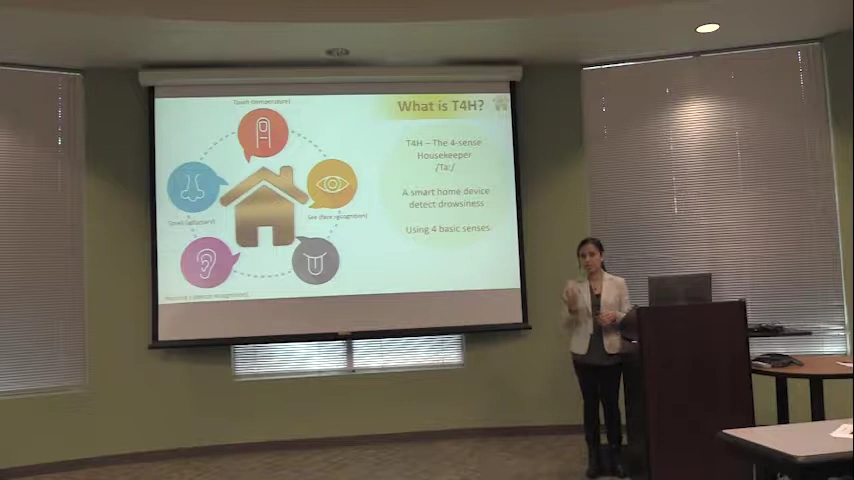 Touch (temperature)
What is T4H?
T4H – The 4-sense
Housekeeper
/Ta:/
A smart home device
detect drowsiness
Using 4 basic senses
Smell (olfactory)
See (face recognition)